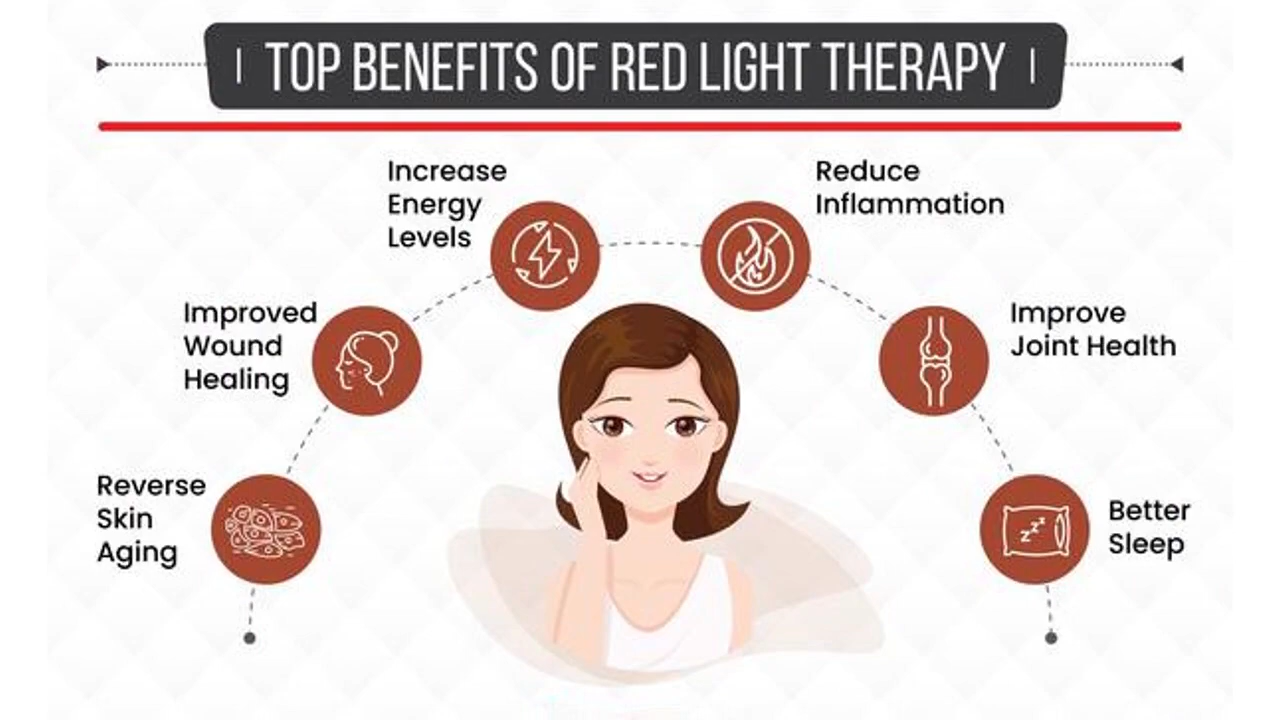 TOP BENEFITS OF RED LIGHT THERAPY
Increase
Energy
Levels
Reduce
Inflammation
Improved
Wound
Healing
Improve
Joint Health
Reverse
Skin
Aging
Better
Sleep
zzz